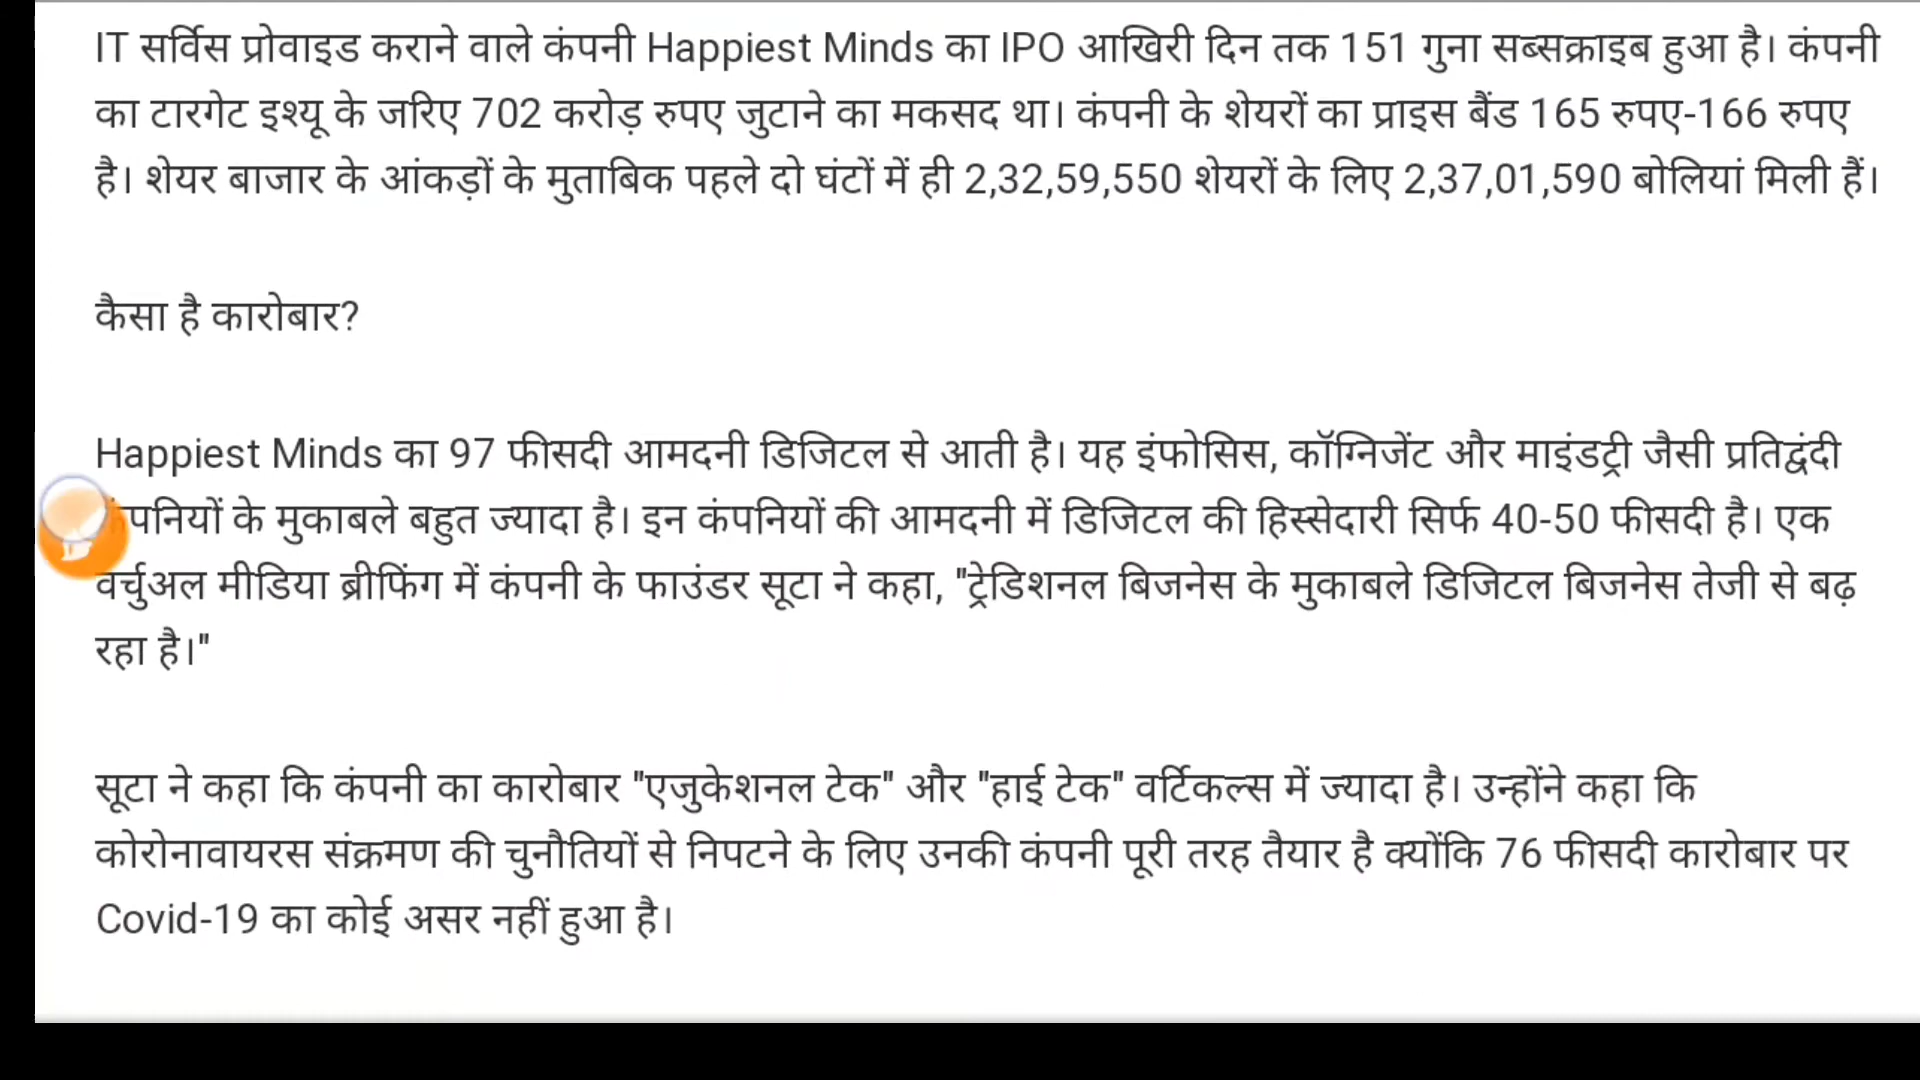 IT सर्विस प्रोवाइड कराने वाले कंपनी Happiest Minds का IPO आखिरी दिन तक 151 गुना सब्सक्राइब हुआ है। कंपनी
का टारगेट इश्यू के जरिए 702 करोड़ रुपए जुटाने का मकसद था। कंपनी के शेयरों का प्राइस बैंड 165 रुपए-166 रुपए
है। शेयर बाजार के आंकड़ों के मुताबिक पहले दो घंटों में ही 2,32,59,550 शेयरों के लिए 2,37,01,590 बोलियां मिली हैं।
कैसा है कारोबार?
Happiest Minds का 97 फीसदी आमदनी डिजिटल से आती है। यह इंफोसिस, कॉग्निजेंट और माइंडट्री जैसी प्रतिद्वंदी
के मुकाबले बहुत ज्यादा है। इन कंपनियों की आमदनी में डिजिटल की हिस्सेदारी सिर्फ 40-50 फीसदी है। एक
वर्चुअल मीडिया ब्रीफिंग में कंपनी के फाउंडर सूटा ने कहा, "ट्रेडिशनल बिजनेस के मुकाबले डिजिटल बिजनेस तेजी से बढ़
रहा है।"
सूटा ने कहा कि कंपनी का कारोबार "एजुकेशनल टेक" और "हाई टेक" वर्टिकल्स में ज्यादा है। उन्होंने कहा कि
कोरोनावायरस संक्रमण की चुनौतियों से निपटने के लिए उनकी कंपनी पूरी तरह तैयार है क्योंकि 76 फीसदी कारोबार पर
Covid-19 का कोई असर नहीं हुआ है।